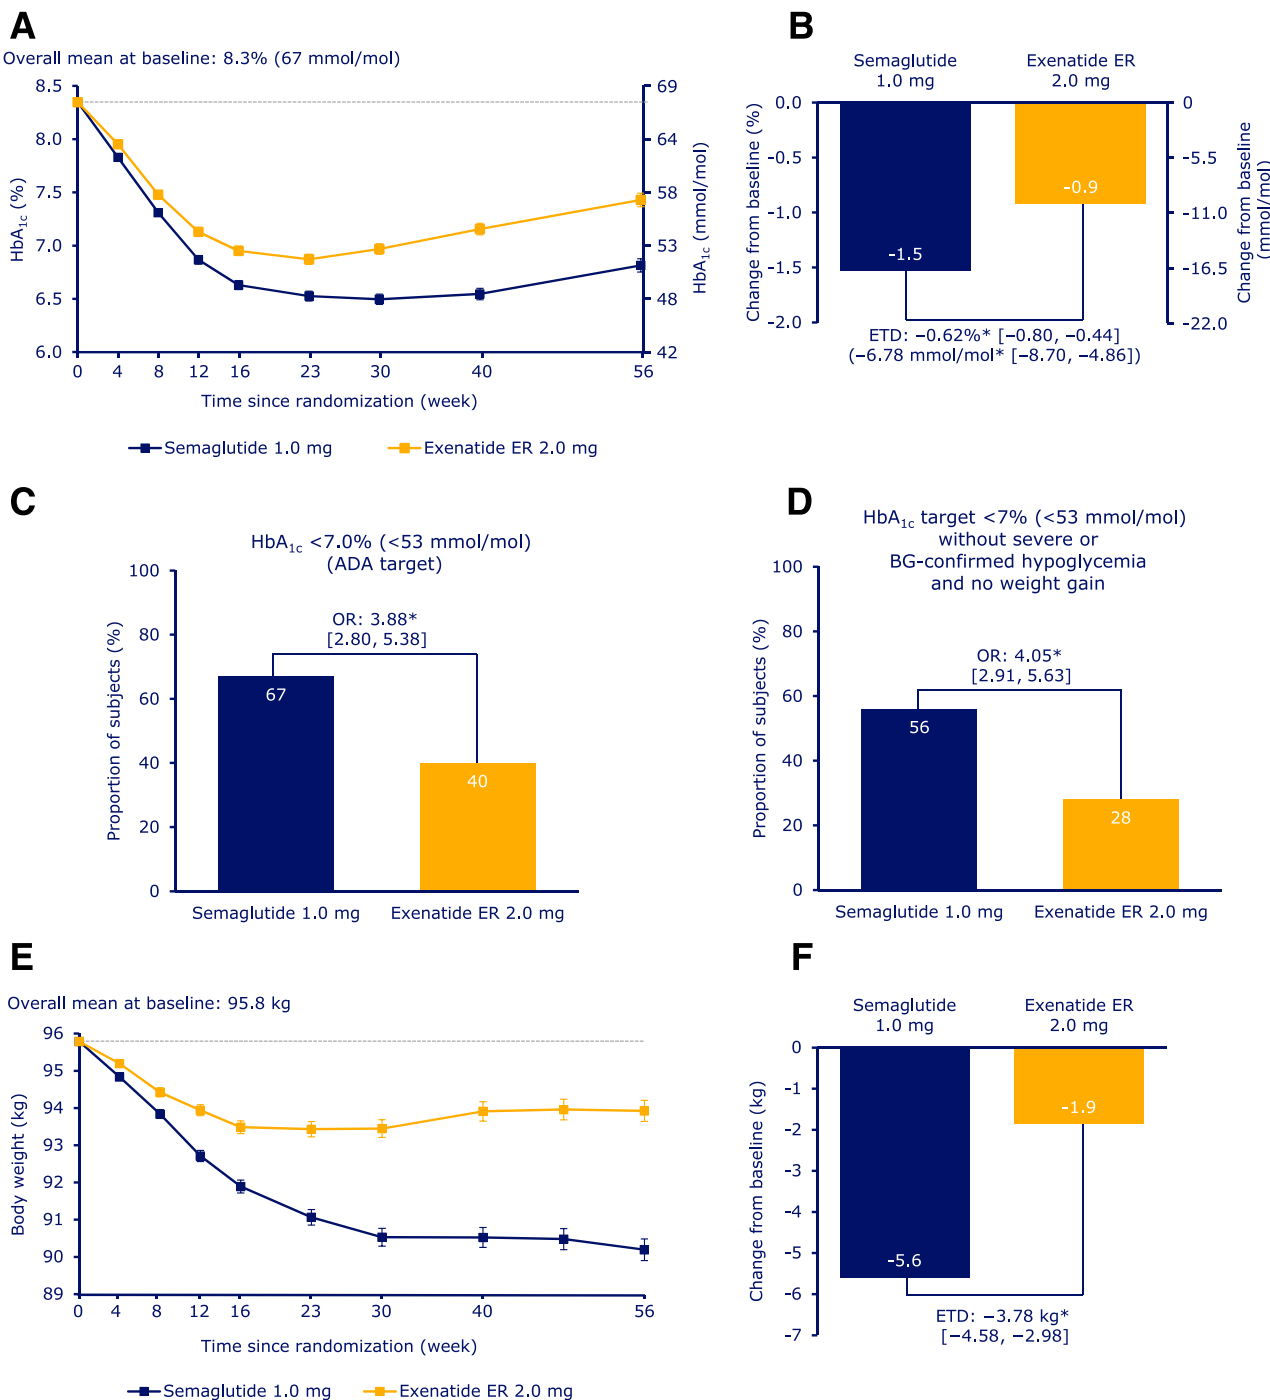 A
Overall mean at baseline: 8.3% (67 mmol/mol)
8.5
8.0
7.5
7.0
6.5
6.0
HbA1c (%)
69
64
58
53
48
42
HbA1c (mmol/mol)
0 4 8 12 16 23 30 40 56
Time since randomization (week)
Semaglutide 1.0 mg Exenatide ER 2.0 mg
B
Semaglutide
1.0 mg
Exenatide ER
2.0 mg
0.0
−0.5
−1.0
−1.5
−2.0
Change from baseline (%)
0
−5.5
−11.0
−16.5
−22.0
Change from baseline
(mmol/mol)
−1.5
−0.9
ETD: −0.62%* [−0.80, −0.44]
(−6.78 mmol/mol* [−8.70, −4.86])
C
HbA1c <7.0% (<53 mmol/mol)
(ADA target)
100
80
60
40
20
0
Proportion of subjects (%)
OR: 3.88*
[2.80, 5.38]
67
40
Semaglutide 1.0 mg Exenatide ER 2.0 mg
D
HbA1c target <7% (<53 mmol/mol)
without severe or
BG-confirmed hypoglycemia
and no weight gain
100
80
60
40
20
0
Proportion of subjects (%)
OR: 4.05*
[2.91, 5.63]
56
28
Semaglutide 1.0 mg Exenatide ER 2.0 mg
E
Overall mean at baseline: 95.8 kg
96
95
94
93
92
91
90
89
Body weight (kg)
0 4 8 12 16 23 30 40 56
Time since randomization (week)
Semaglutide 1.0 mg Exenatide ER 2.0 mg
F
Semaglutide
1.0 mg
Exenatide ER
2.0 mg
0
−1
−2
−3
−4
−5
−6
−7
Change from baseline (kg)
−5.6
−1.9
ETD: −3.78 kg*
[−4.58, −2.98]